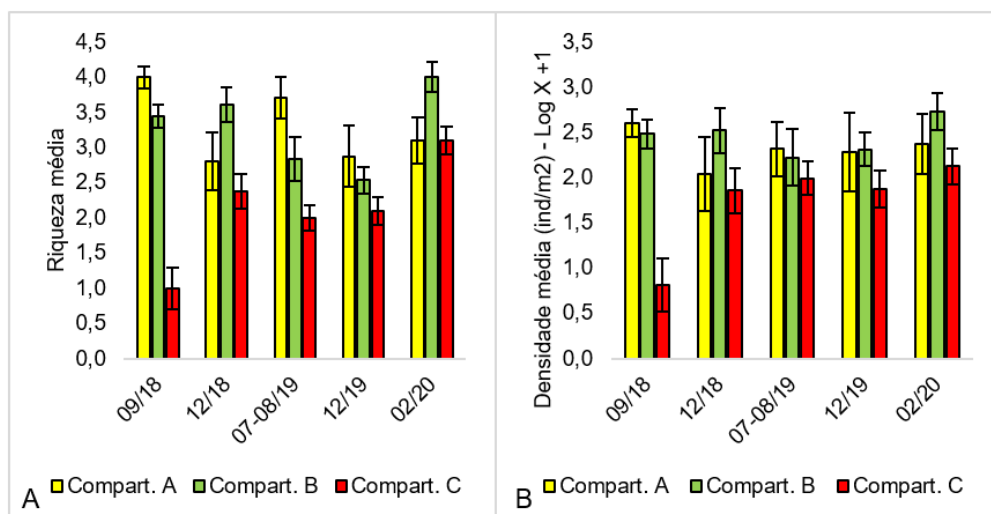 Riqueza média
4,5
4,0
3,5
3,0
2,5
2,0
1,5
1,0
0,5
0,0
09/18
12/18
07-08/19
12/19
02/20
A
Compart. A
Compart. B
Compart. C
Densidade média (ind/m2) - Log X +1
3,5
3,0
2,5
2,0
1,5
1,0
0,5
0,0
09/18
12/18
07-08/19
12/19
02/20
B
Compart. A
Compart. B
Compart. C